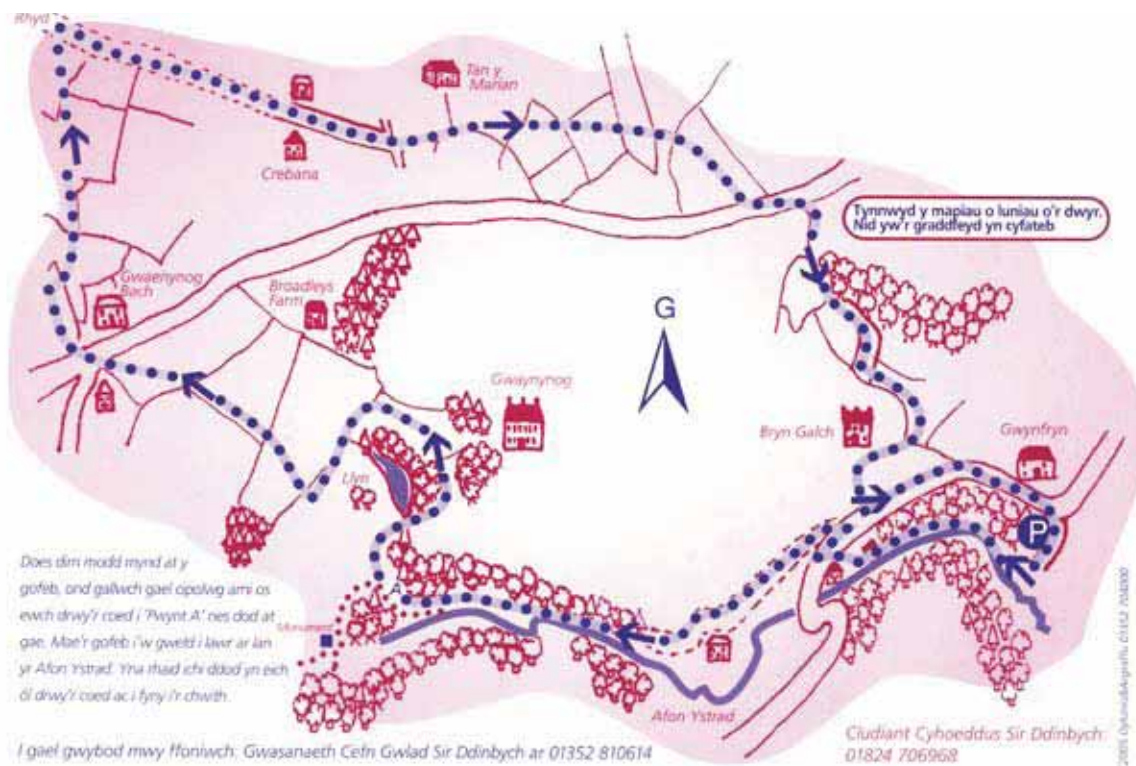 Rhyd
Tan y
Marian
Crebana
Tynnwyd y mapiau o luniau o'r dwyr.
Nid yw'r graddfeyd yn cyfateb
Gwaenynog
Bach
Broadleys
Farm
G
Gwaynynog
Bryn Galch
Gwynfryn
Llyn
P
A
Monument
Does dim modd mynd at y
gofeb, ond gallwch gael cipolwg arni os
ewch drwy'r coed i 'Pwynt A' nes dod at
gae. Mae'r gofeb i'w gweld i lawr ar lan
yr Afon Ystrad. Yna rhaid ichi ddod yn eich
ôl drwy'r coed ac i fyny i'r chwith.
Afon Ystrad
I gael gwybod mwy ffoniwch: Gwasanaeth Cefn Gwlad Sir Ddinbych ar 01352 810614
Cludiant Cyhoeddus Sir Ddinbych:
01824 706968
2005 01352 704000